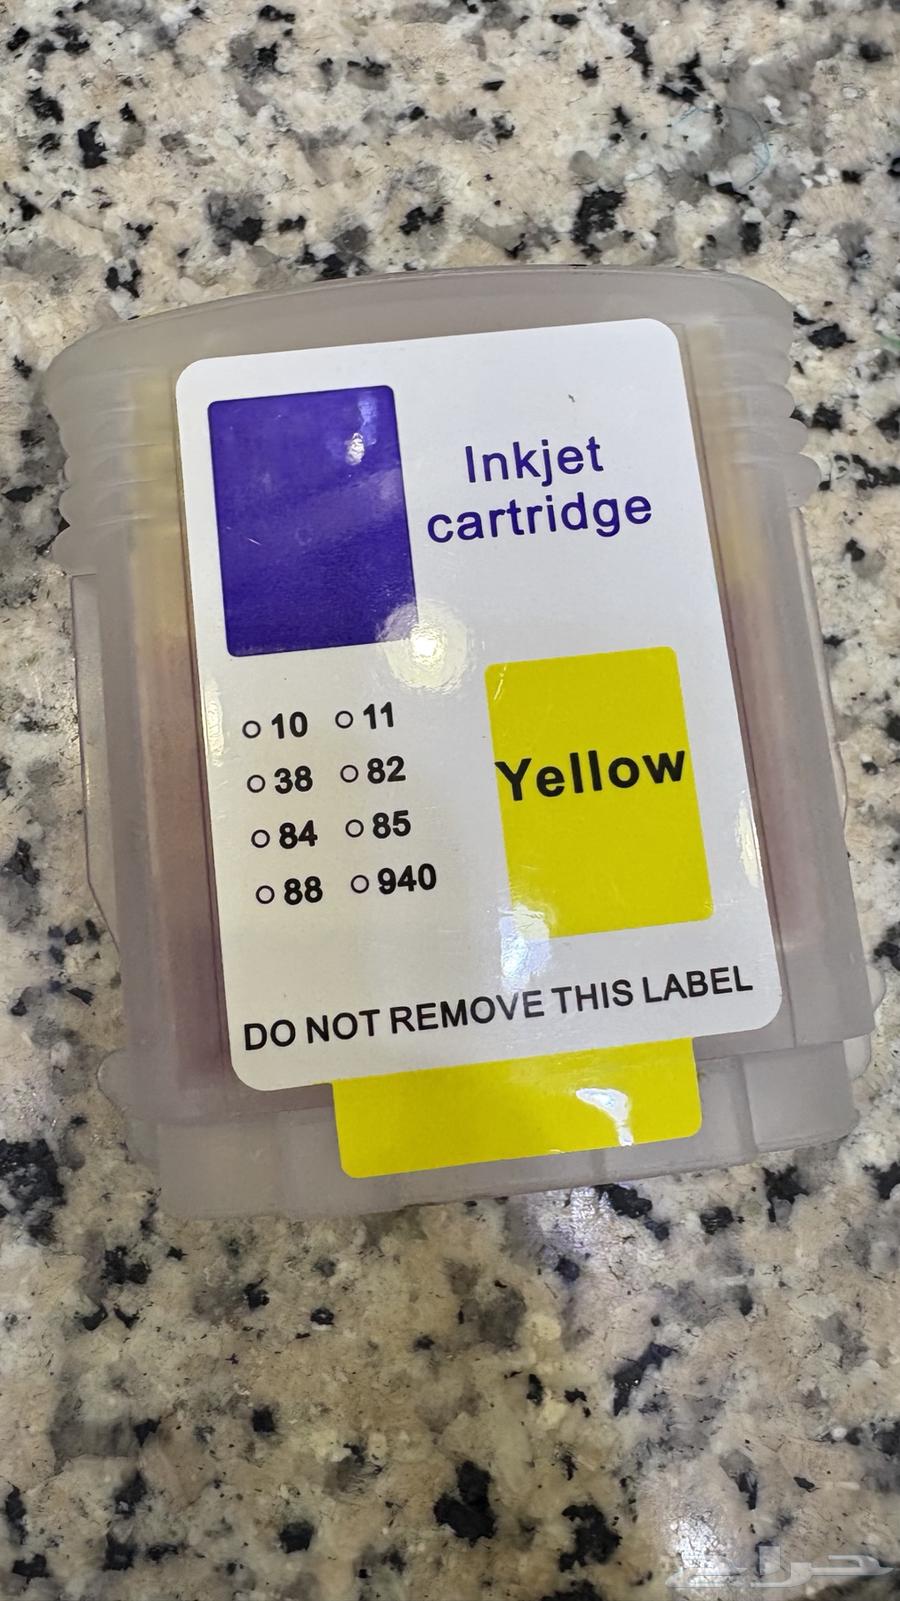 Inkjet
cartridge
10 11
38 82
84 85
88 940
Yellow
DO NOT REMOVE THIS LABEL
حراج